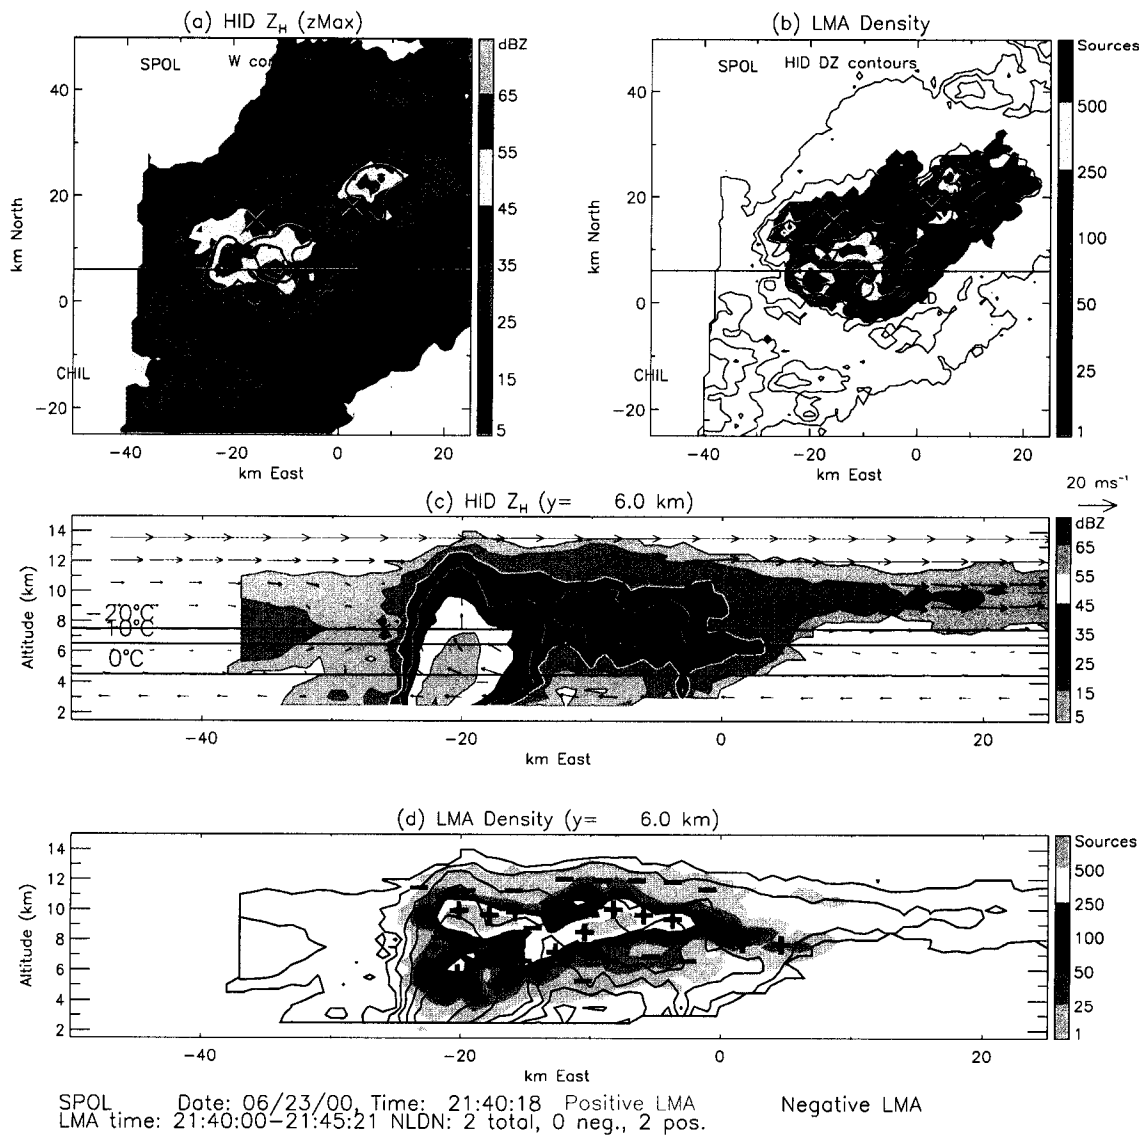 (a) HID Z_H (zMax)
SPOL W cor
dBZ
65
55
45
35
25
15
5
40
20
0
−20
km North
CHIL
−40 −20 0 20
km East
(b) LMA Density
SPOL HID DZ contours
Sources
500
250
100
50
25
1
40
20
0
−20
km North
CHIL
−40 −20 0 20
km East
20 ms⁻¹
(c) HID Z_H (y= 6.0 km)
dBZ
65
55
45
35
25
15
5
14
12
10
8
6
4
2
Altitude (km)
−20°C
0°C
−40 −20 0 20
km East
(d) LMA Density (y= 6.0 km)
Sources
500
250
100
50
25
1
14
12
10
8
6
4
2
Altitude (km)
−40 −20 0 20
km East
SPOL Date: 06/23/00, Time: 21:40:18 Positive LMA Negative LMA
LMA time: 21:40:00−21:45:21 NLDN: 2 total, 0 neg., 2 pos.